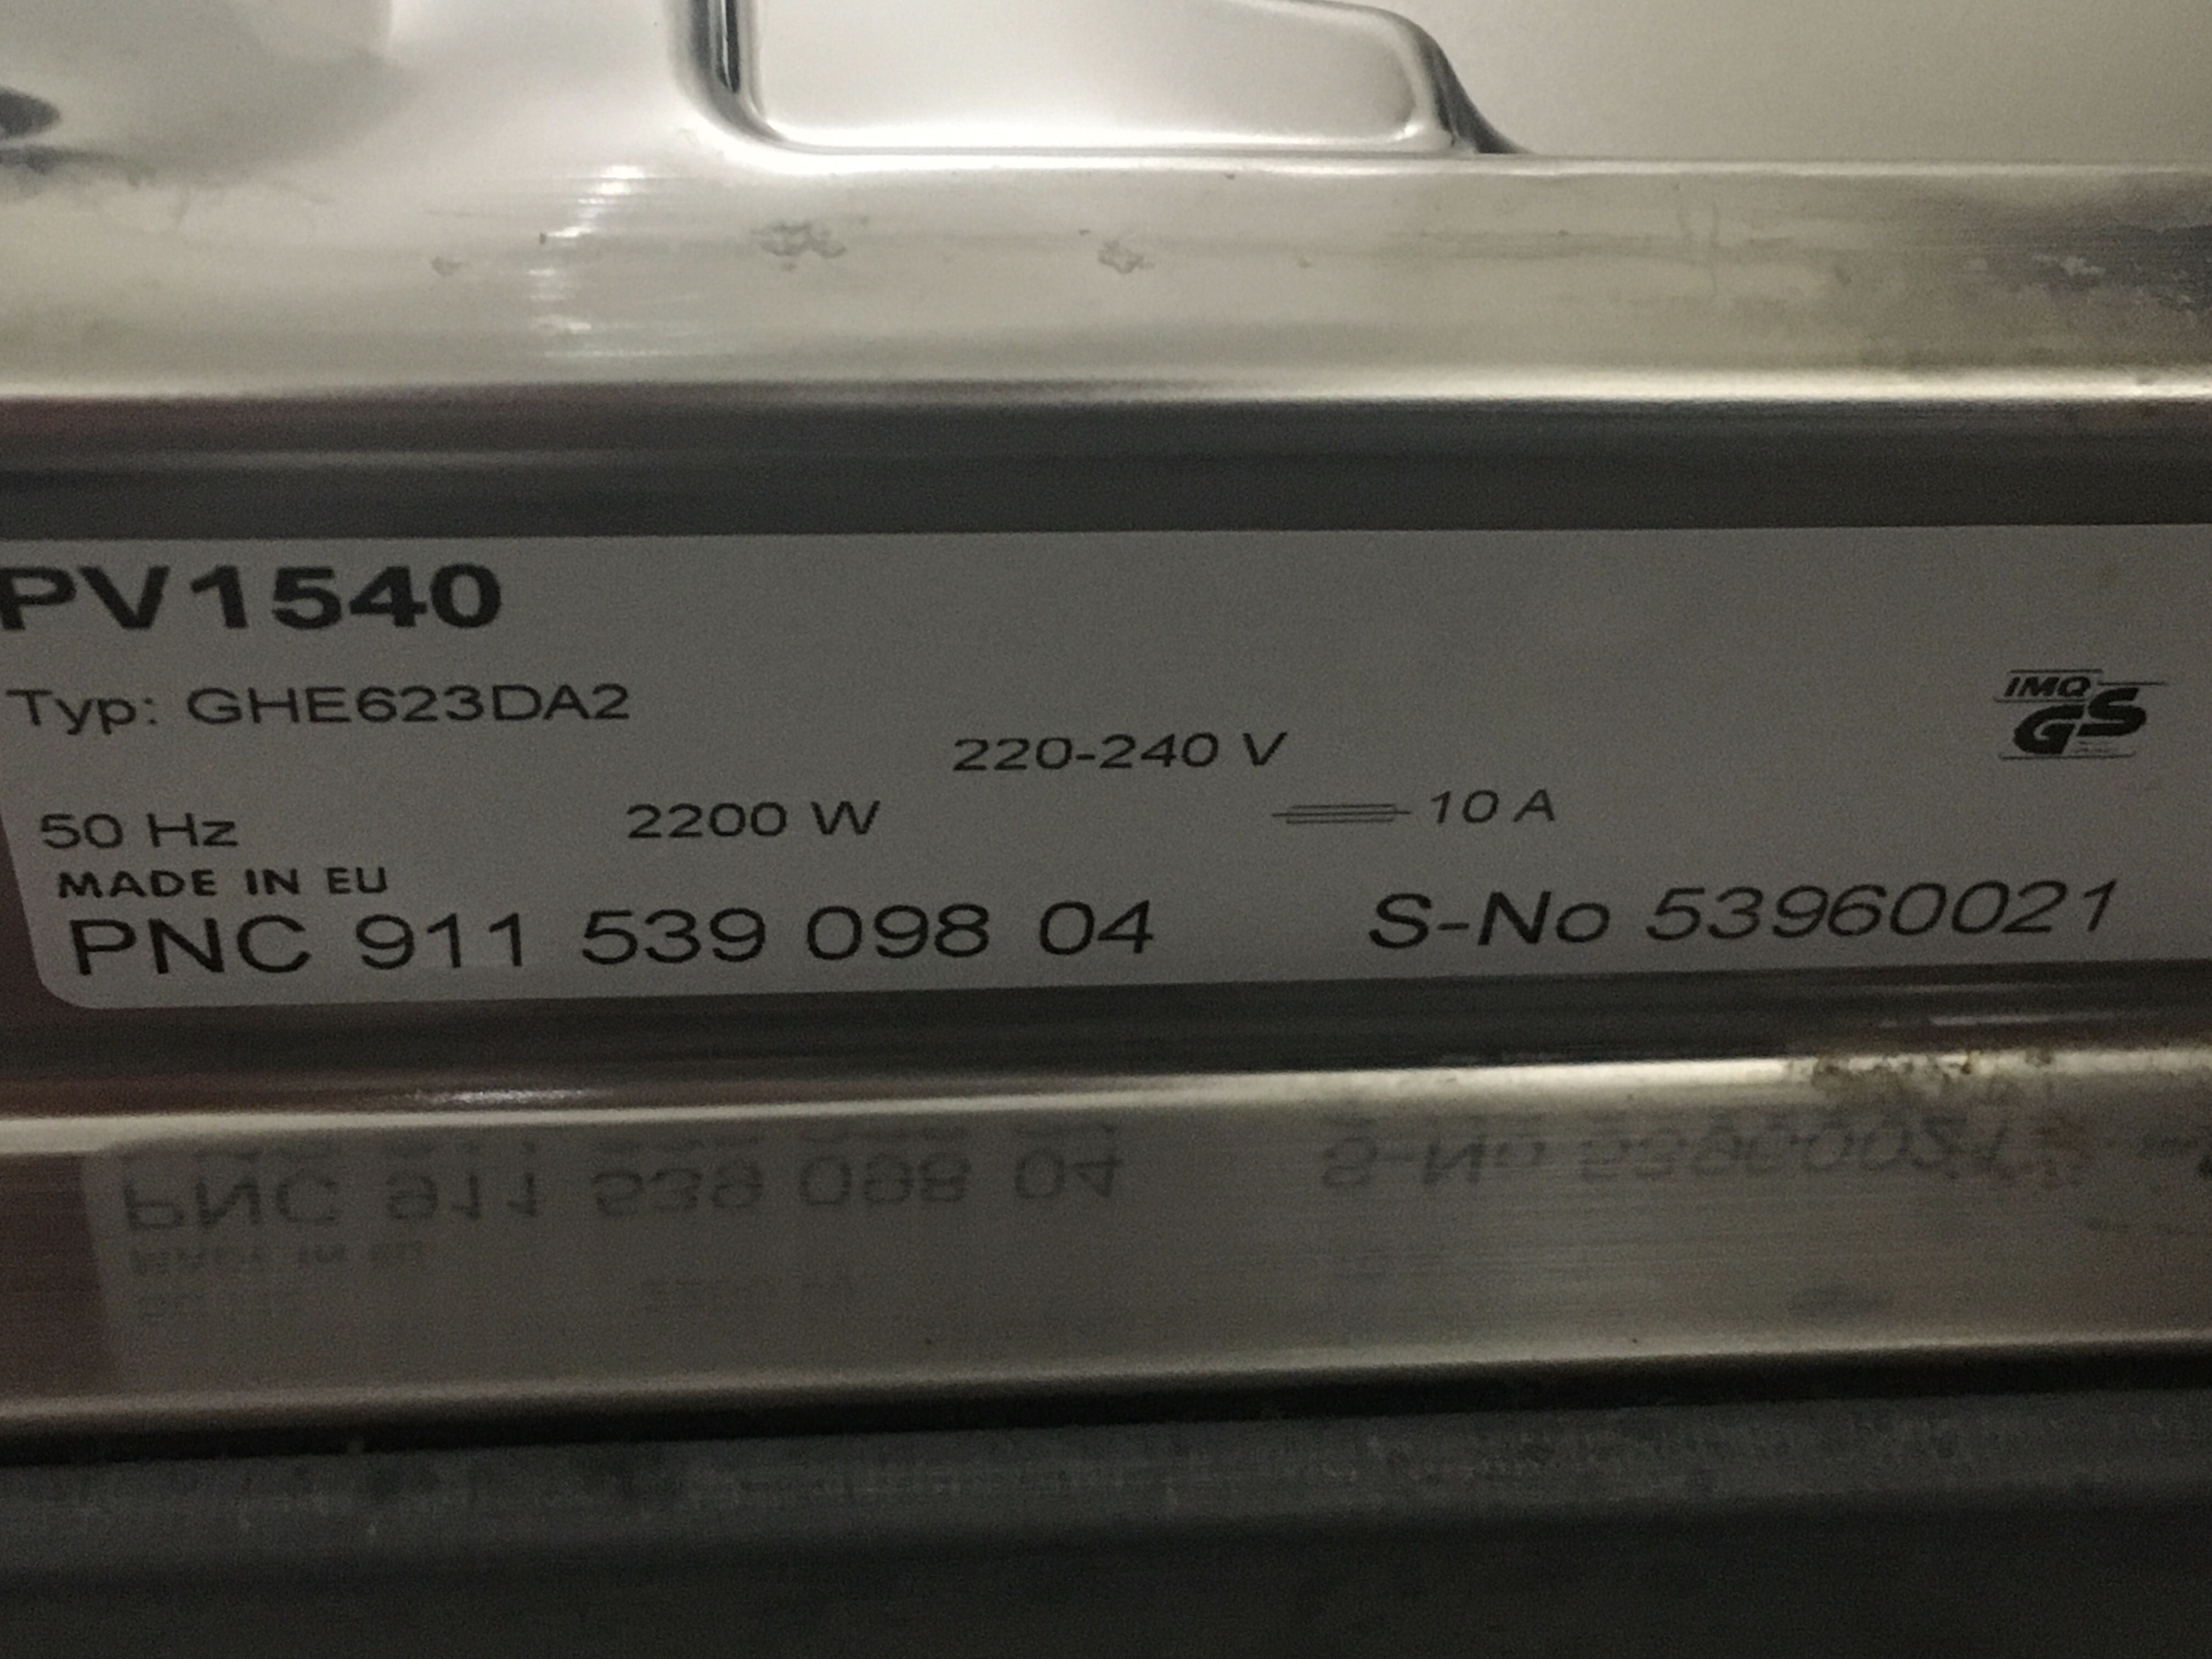 PV1540
Typ: GHE623DA2
220-240 V
50 Hz 2200 W 10 A
MADE IN EU
PNC 911 539 098 04 S-No 53960021
IMQ
GS